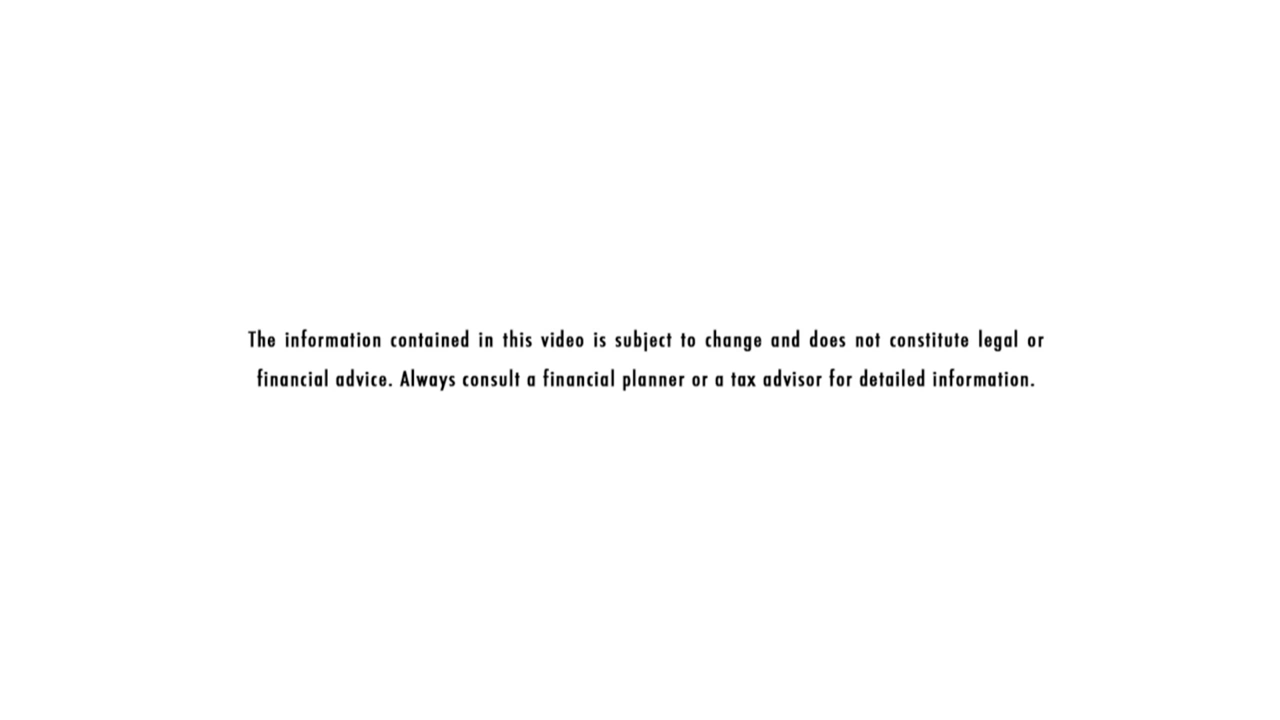 The information contained in this video is subject to change and does not constitute legal or
financial advice. Always consult a financial planner or a tax advisor for detailed information.